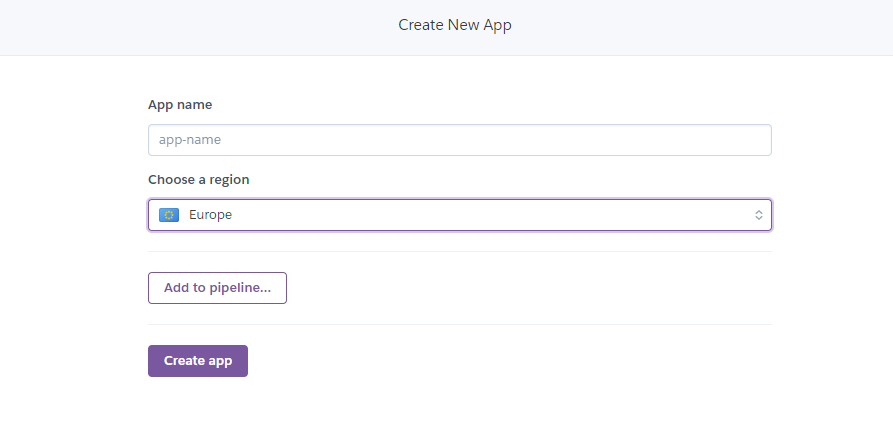 Create New App
App name
app-name
Choose a region
Europe
Add to pipeline...
Create app